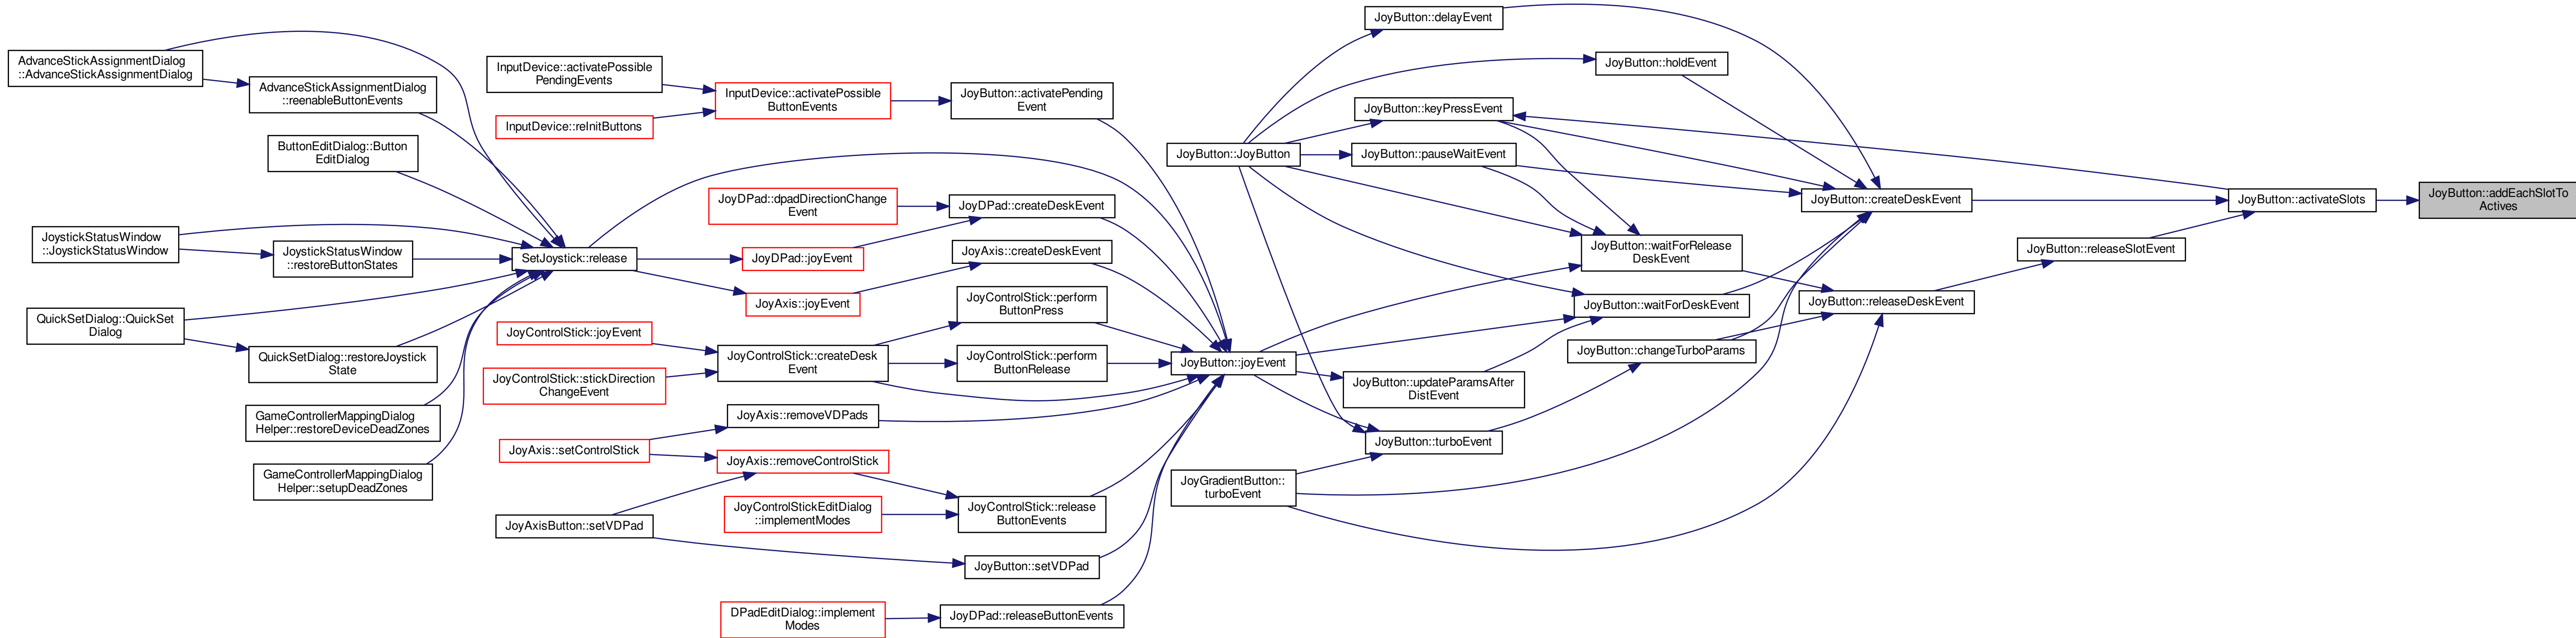 AdvanceStickAssignmentDialog
::AdvanceStickAssignmentDialog
AdvanceStickAssignmentDialog
::reenableButtonEvents
ButtonEditDialog::Button
EditDialog
JoystickStatusWindow
::JoystickStatusWindow
JoystickStatusWindow
::restoreButtonStates
QuickSetDialog::QuickSet
Dialog
QuickSetDialog::restoreJoystick
State
GameControllerMappingDialog
Helper::restoreDeviceDeadZones
GameControllerMappingDialog
Helper::setupDeadZones
InputDevice::activatePossible
PendingEvents
InputDevice::reInitButtons
SetJoystick::release
JoyControlStick::joyEvent
JoyControlStick::stickDirection
ChangeEvent
JoyAxis::setControlStick
JoyAxisButton::setVDPad
InputDevice::activatePossible
ButtonEvents
JoyDPad::dpadDirectionChange
Event
JoyDPad::joyEvent
JoyAxis::joyEvent
JoyControlStick::createDesk
Event
JoyAxis::removeVDPads
JoyAxis::removeControlStick
JoyControlStickEditDialog
::implementModes
DPadEditDialog::implement
Modes
JoyButton::activatePending
Event
JoyDPad::createDeskEvent
JoyAxis::createDeskEvent
JoyControlStick::perform
ButtonPress
JoyControlStick::perform
ButtonRelease
JoyControlStick::release
ButtonEvents
JoyButton::setVDPad
JoyDPad::releaseButtonEvents
JoyButton::JoyButton
JoyButton::joyEvent
JoyGradientButton::
turboEvent
JoyButton::delayEvent
JoyButton::keyPressEvent
JoyButton::pauseWaitEvent
JoyButton::updateParamsAfter
DistEvent
JoyButton::turboEvent
JoyButton::holdEvent
JoyButton::waitForRelease
DeskEvent
JoyButton::waitForDeskEvent
JoyButton::changeTurboParams
JoyButton::createDeskEvent
JoyButton::releaseDeskEvent
JoyButton::releaseSlotEvent
JoyButton::activateSlots
JoyButton::addEachSlotTo
Actives